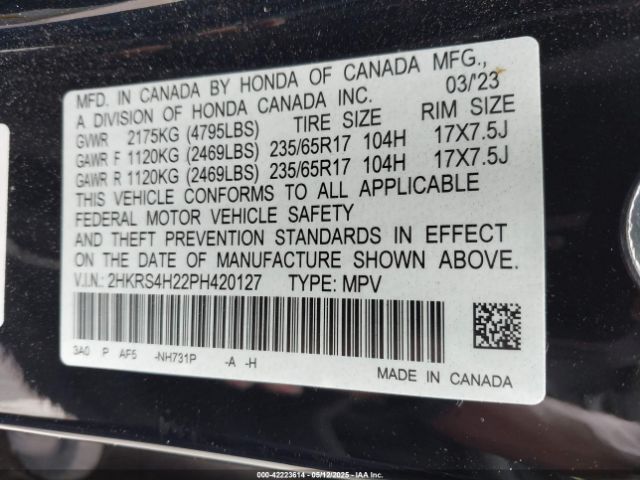 MFD. IN CANADA BY HONDA OF CANADA MFG.,
A DIVISION OF HONDA CANADA INC. 03/'23
GVWR 2175KG (4795LBS) TIRE SIZE RIM SIZE
GAWR F 1120KG (2469LBS) 235/65R17 104H 17X7.5J
GAWR R 1120KG (2469LBS) 235/65R17 104H 17X7.5J
THIS VEHICLE CONFORMS TO ALL APPLICABLE
FEDERAL MOTOR VEHICLE SAFETY
AND THEFT PREVENTION STANDARDS IN EFFECT
ON THE DATE OF MANUFACTURE SHOWN ABOVE.
V.I.N.: 2HKRS4H22PH420127 TYPE: MPV
3A0 P AF5 -NH731P -A -H
MADE IN CANADA
000-42223614 - 05/12/2025 - IAAI, Inc.